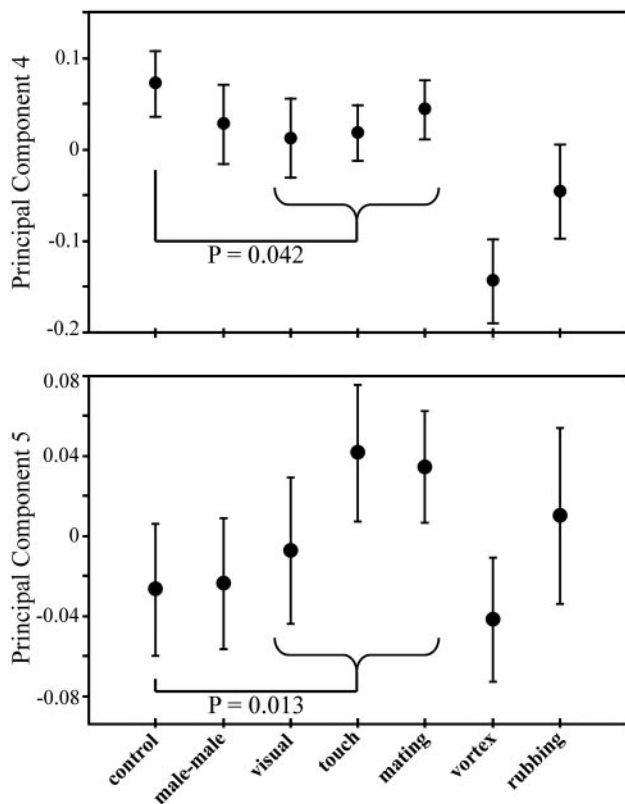 Principal Component 4
0.1
0
-0.1
-0.2
P = 0.042
Principal Component 5
0.08
0.04
0
-0.04
-0.08
P = 0.013
control
male-male
visual
touch
mating
vortex
rubbing